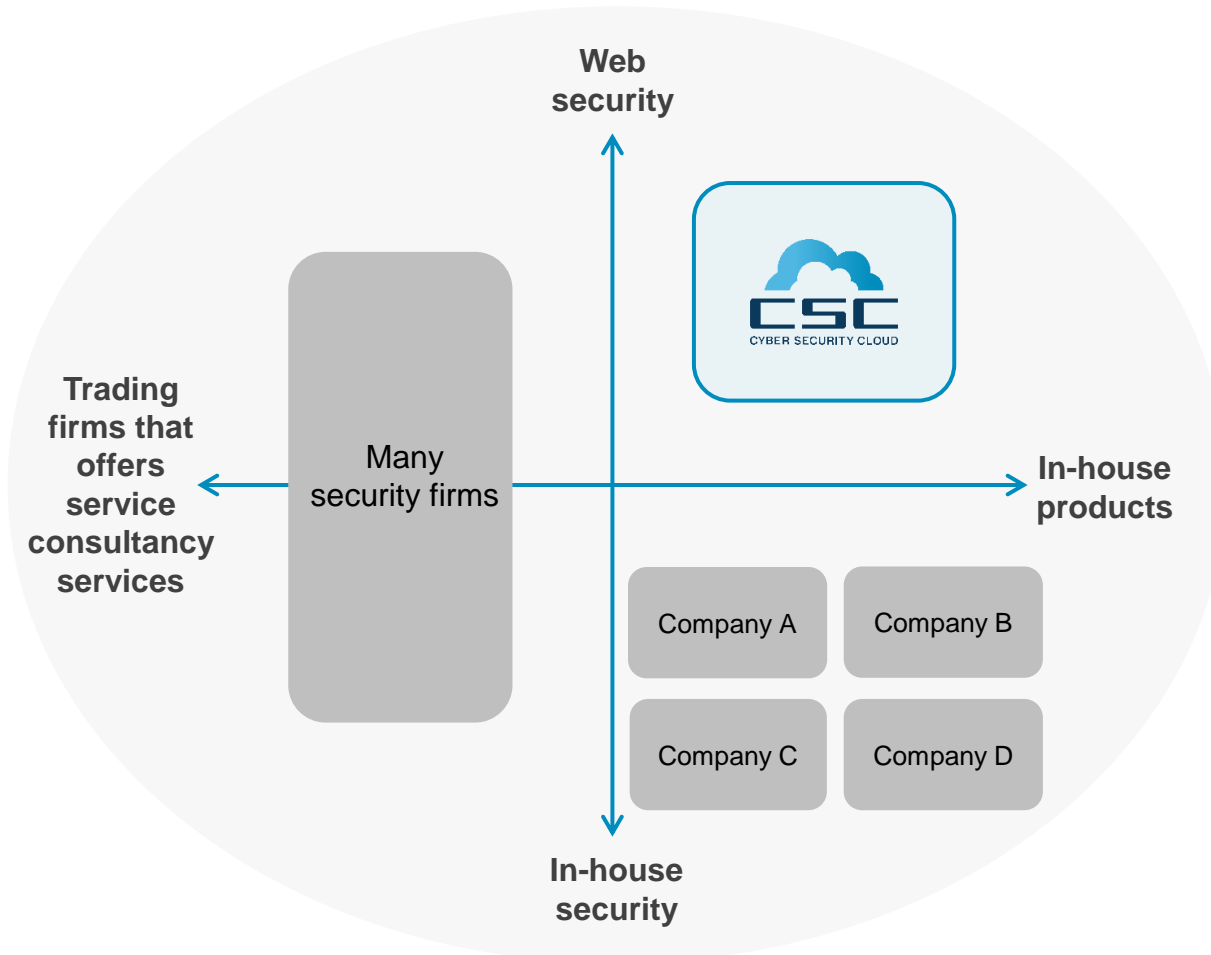 Web
security
CSC
CYBER SECURITY CLOUD
Trading
firms that
offers
service
consultancy
services
Many
security firms
In-house
products
Company A
Company B
Company C
Company D
In-house
security